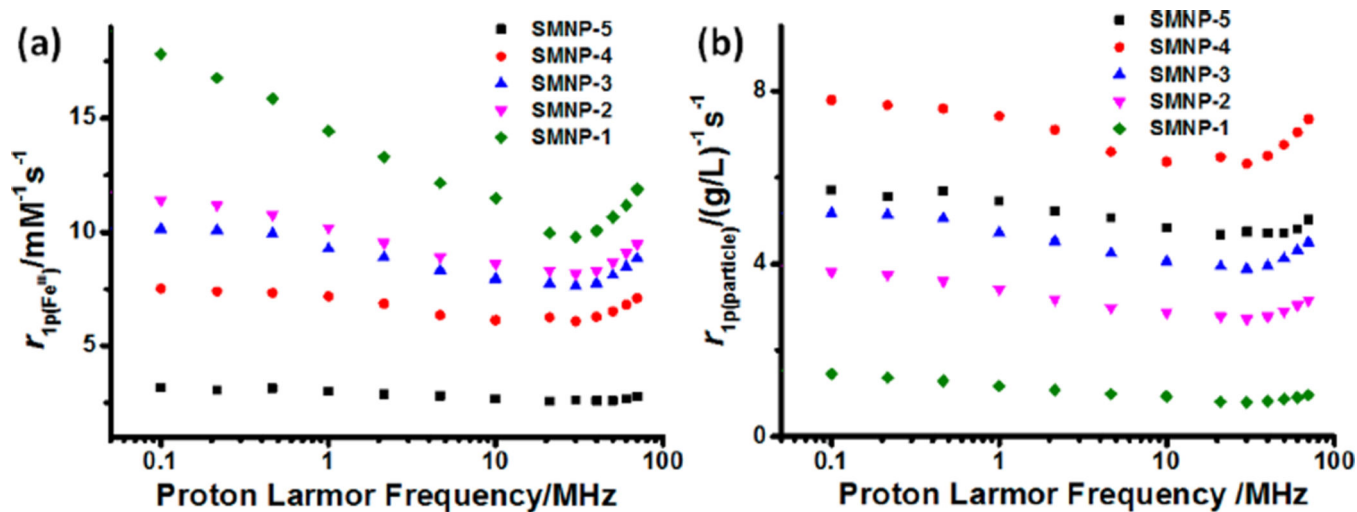 (a)
SMNP-5
SMNP-4
SMNP-3
SMNP-2
SMNP-1
r1p(Feᴵᴵᴵ)/mM⁻¹s⁻¹
15
10
5
0.1 1 10 100
Proton Larmor Frequency/MHz
(b)
SMNP-5
SMNP-4
SMNP-3
SMNP-2
SMNP-1
r1p(particle)/(g/L)⁻¹s⁻¹
8
4
0
0.1 1 10 100
Proton Larmor Frequency /MHz